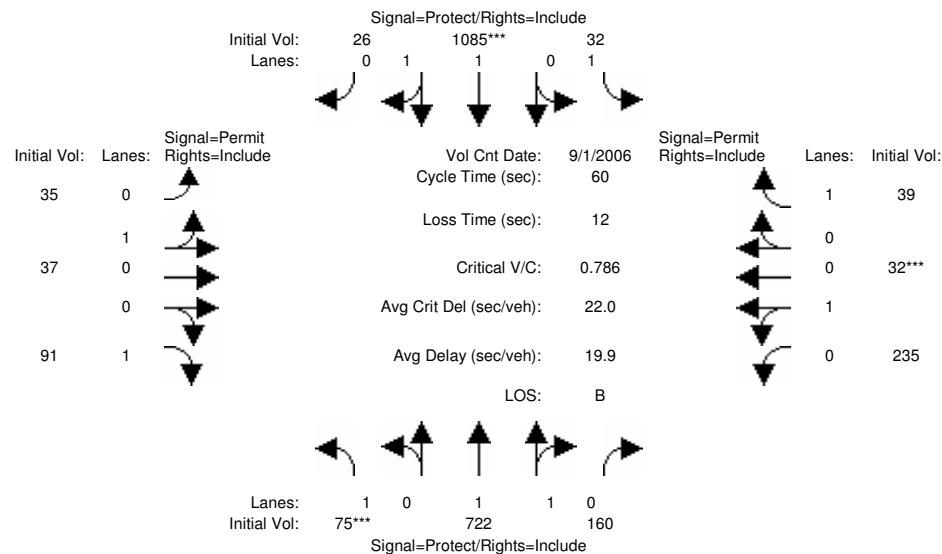 Signal=Protect/Rights=Include
Initial Vol: 26 1085*** 32
Lanes: 0 1 1 0 1
Signal=Permit Signal=Permit
Initial Vol: Lanes: Rights=Include Vol Cnt Date: 9/1/2006 Rights=Include Lanes: Initial Vol:
Cycle Time (sec): 60
35 0 1 39
Loss Time (sec): 12
1 0
37 0 Critical V/C: 0.786 0 32***
0 Avg Crit Del (sec/veh): 22.0 1
91 1 Avg Delay (sec/veh): 19.9 0 235
LOS: B
Lanes: 1 0 1 1 0
Initial Vol: 75*** 722 160
Signal=Protect/Rights=Include